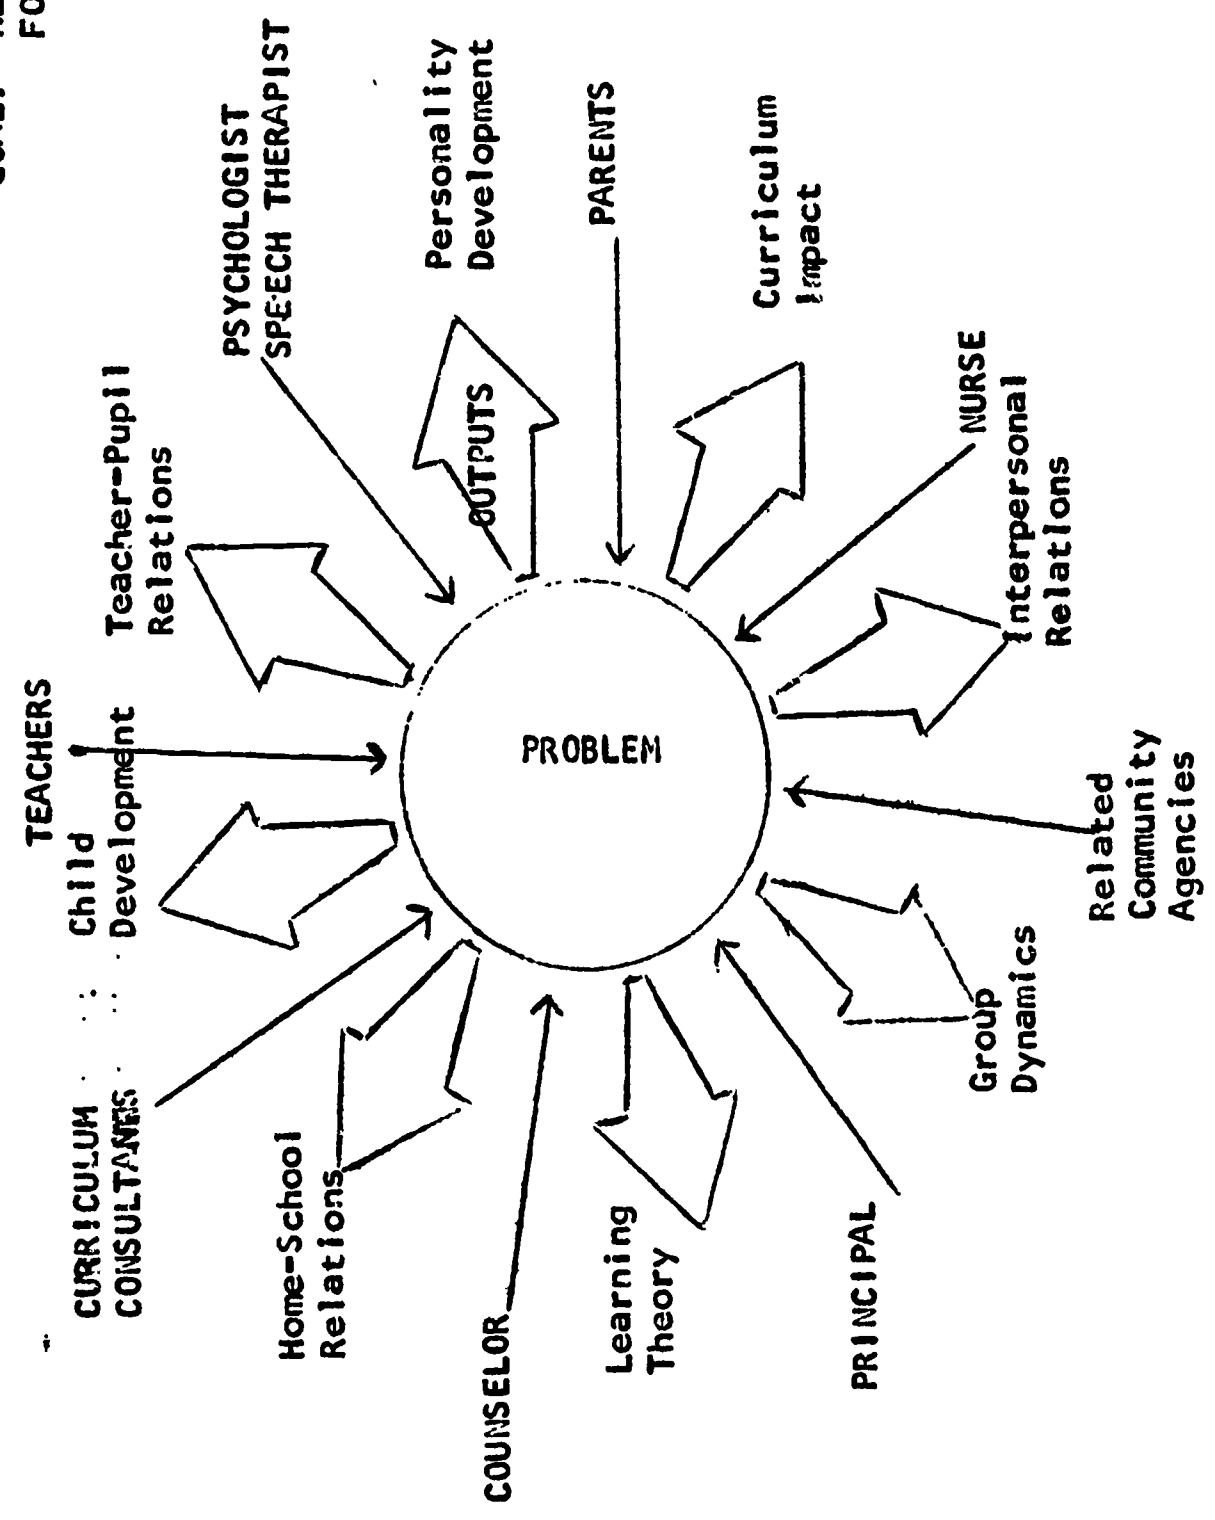 TEACHERS
Child
Development
Teacher-Pupil
Relations
PSYCHOLOGIST
SPEECH THERAPIST
Personality
Development
OUTPUTS
PARENTS
Curriculum
Impact
NURSE
Interpersonal
Relations
Related
Community
Agencies
Group
Dynamics
PRINCIPAL
Learning
Theory
COUNSELOR
Home-School
Relations
CURRICULUM
CONSULTANTS
PROBLEM
FO